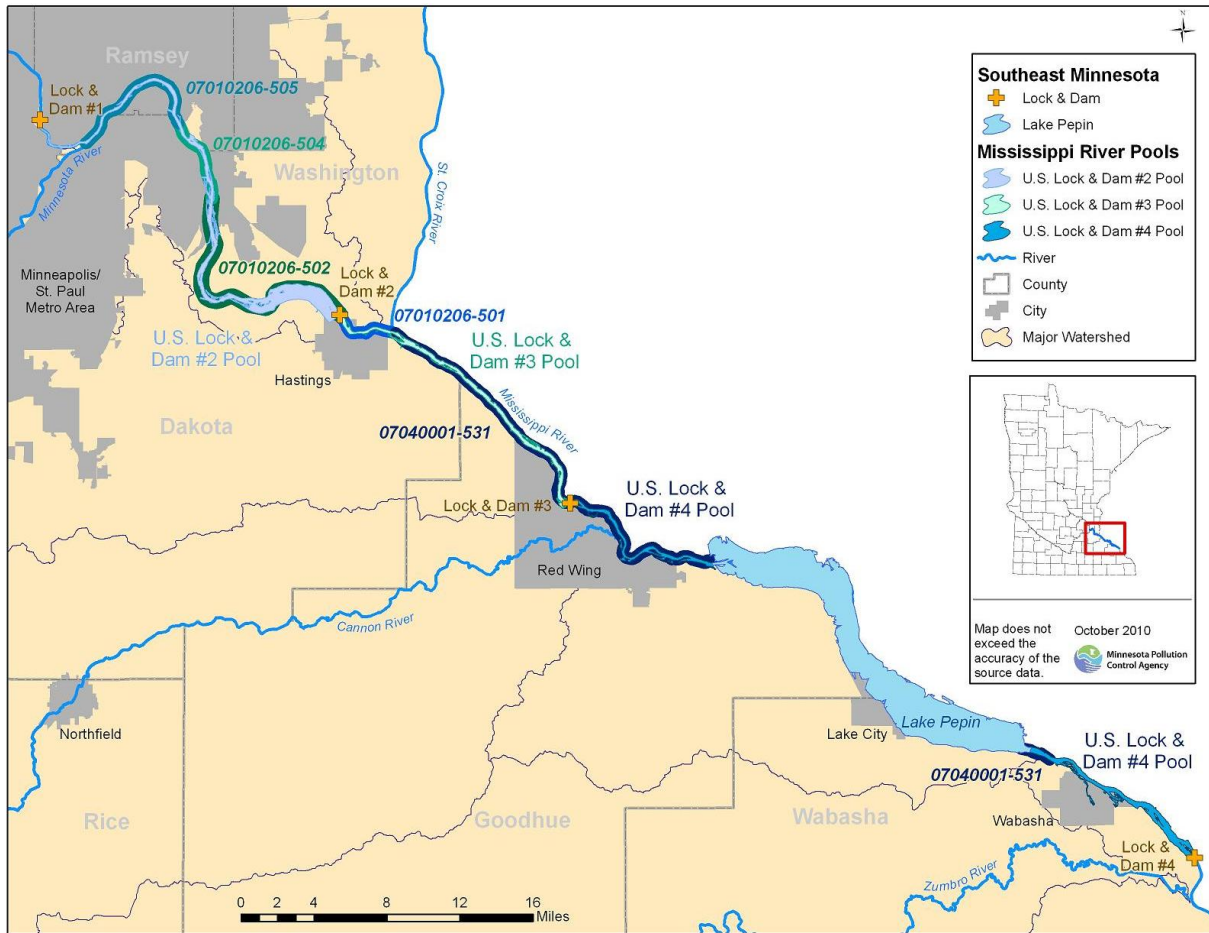 N
Ramsey
Lock &
Dam #1
07010206-505
07010206-504
Washington
Minnesota River
St. Croix River
Minneapolis/
St. Paul
Metro Area
07010206-502
Lock &
Dam #2
07010206-501
U.S. Lock &
Dam #2 Pool
U.S. Lock &
Dam #3 Pool
Hastings
Mississippi River
Dakota
07040001-531
Lock & Dam #3
U.S. Lock &
Dam #4 Pool
Red Wing
Cannon River
Northfield
Lake City
Lake Pepin
U.S. Lock &
Dam #4 Pool
07040001-531
Rice
Goodhue
Wabasha
Wabasha
Lock &
Dam #4
Zumbro River
0 2 4 8 12 16
Miles
Southeast Minnesota
Lock & Dam
Lake Pepin
Mississippi River Pools
U.S. Lock & Dam #2 Pool
U.S. Lock & Dam #3 Pool
U.S. Lock & Dam #4 Pool
River
County
City
Major Watershed
Map does not
exceed the
accuracy of the
source data.
October 2010
Minnesota Pollution
Control Agency